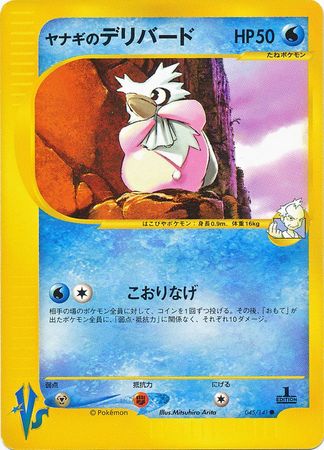 ヤナギのデリバード HP50
たねポケモン
はこびやポケモン：身長0.9m、体重16kg
こおりなげ
相手の場のポケモン全員に対して、コインを1回ずつ投げる。その後、「おもて」が
出たポケモン全員に、「弱点・抵抗力」に関係なく、それぞれ10ダメージ。
弱点 抵抗力 にげる
©Pokémon Illus.Mitsuhiro Arita 045/141
1
EDITION
VS